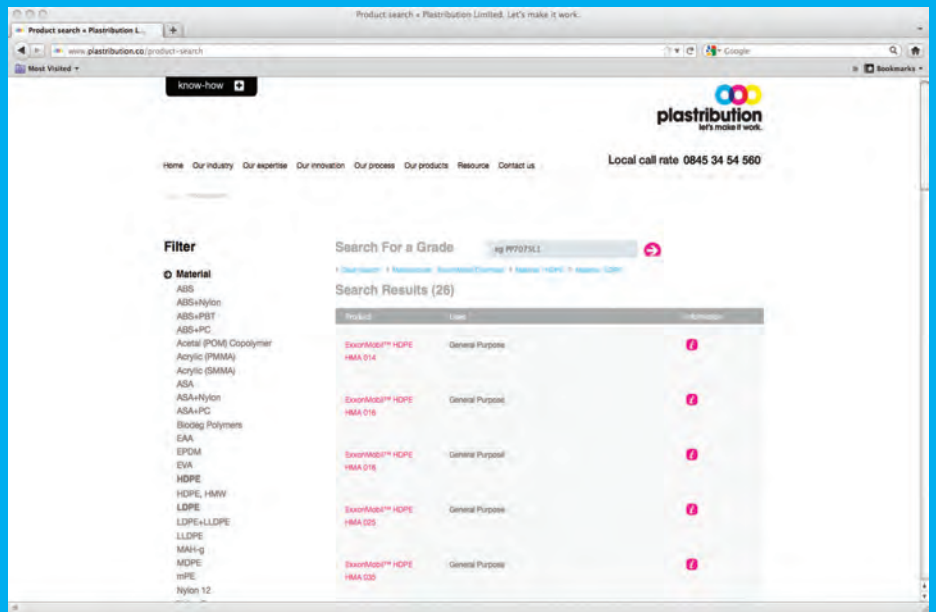 Product search « Plastribution Limited. Let's make it work.
Product search « Plastribution L...
www.plastribution.co/product-search
Google
Most Visited
Bookmarks
know-how
plastribution
let's make it work.
Home Our industry Our expertise Our innovation Our process Our products Resource Contact us
Local call rate 0845 34 54 560
Filter
Search For a Grade
eg PP7075L1
Material
Search Results (26)
Product Uses Information
ABS
ABS+Nylon
ABS+PBT
ABS+PC
Acetal (POM) Copolymer
Acrylic (PMMA)
Acrylic (SMMA)
ASA
ASA+Nylon
ASA+PC
Biodeg Polymers
EAA
EPDM
EVA
HDPE
HDPE, HMW
LDPE
LDPE+LLDPE
LLDPE
MAH-g
MDPE
mPE
Nylon 12
ExxonMobil™ HDPE General Purpose
HMA 014
ExxonMobil™ HDPE General Purpose
HMA 016
ExxonMobil™ HDPE General Purpose
HMA 018
ExxonMobil™ HDPE General Purpose
HMA 025
ExxonMobil™ HDPE General Purpose
HMA 035